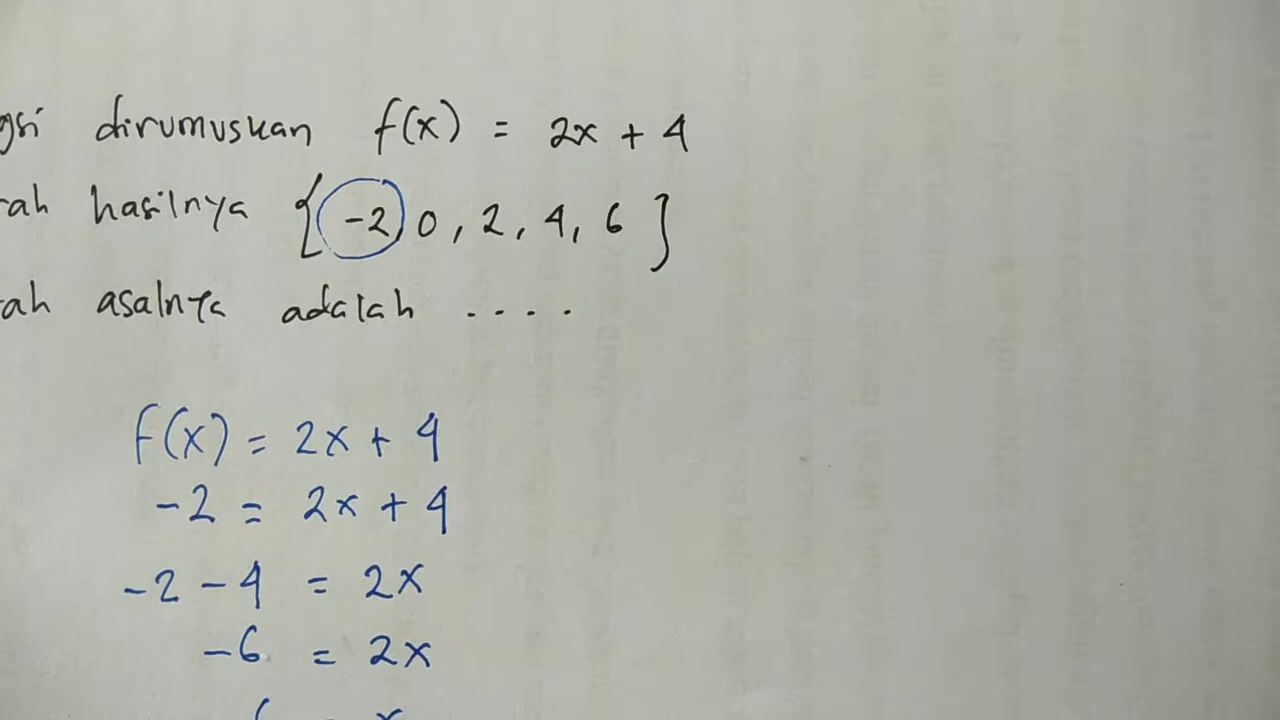 gsi dirumuskan f(x) = 2x + 4
rah hasilnya { -2, 0, 2, 4, 6 }
rah asalnya adalah ....
f(x) = 2x + 4
-2 = 2x + 4
-2 - 4 = 2x
-6 = 2x